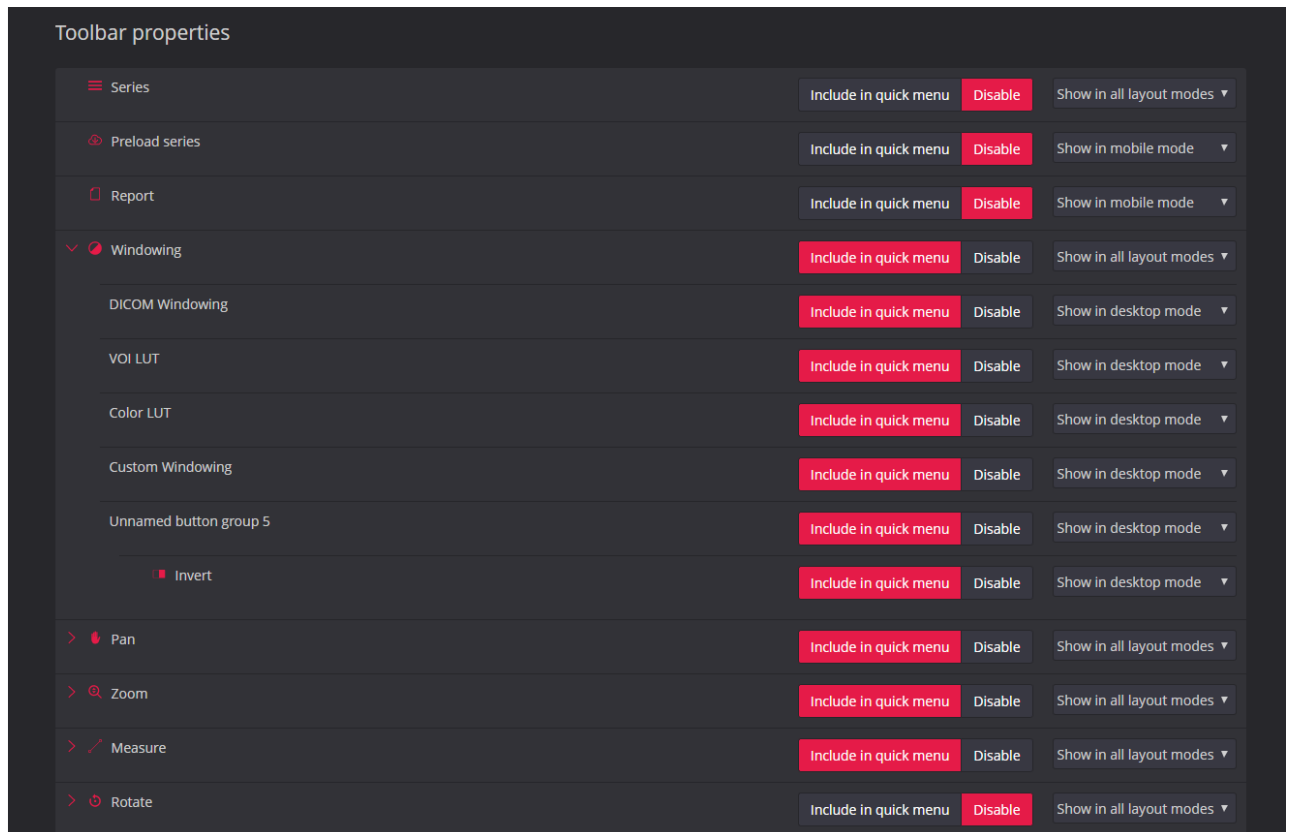 Toolbar properties
Series Include in quick menu Disable Show in all layout modes
Preload series Include in quick menu Disable Show in mobile mode
Report Include in quick menu Disable Show in mobile mode
Windowing Include in quick menu Disable Show in all layout modes
DICOM Windowing Include in quick menu Disable Show in desktop mode
VOI LUT Include in quick menu Disable Show in desktop mode
Color LUT Include in quick menu Disable Show in desktop mode
Custom Windowing Include in quick menu Disable Show in desktop mode
Unnamed button group 5 Include in quick menu Disable Show in desktop mode
Invert Include in quick menu Disable Show in desktop mode
Pan Include in quick menu Disable Show in all layout modes
Zoom Include in quick menu Disable Show in all layout modes
Measure Include in quick menu Disable Show in all layout modes
Rotate Include in quick menu Disable Show in all layout modes